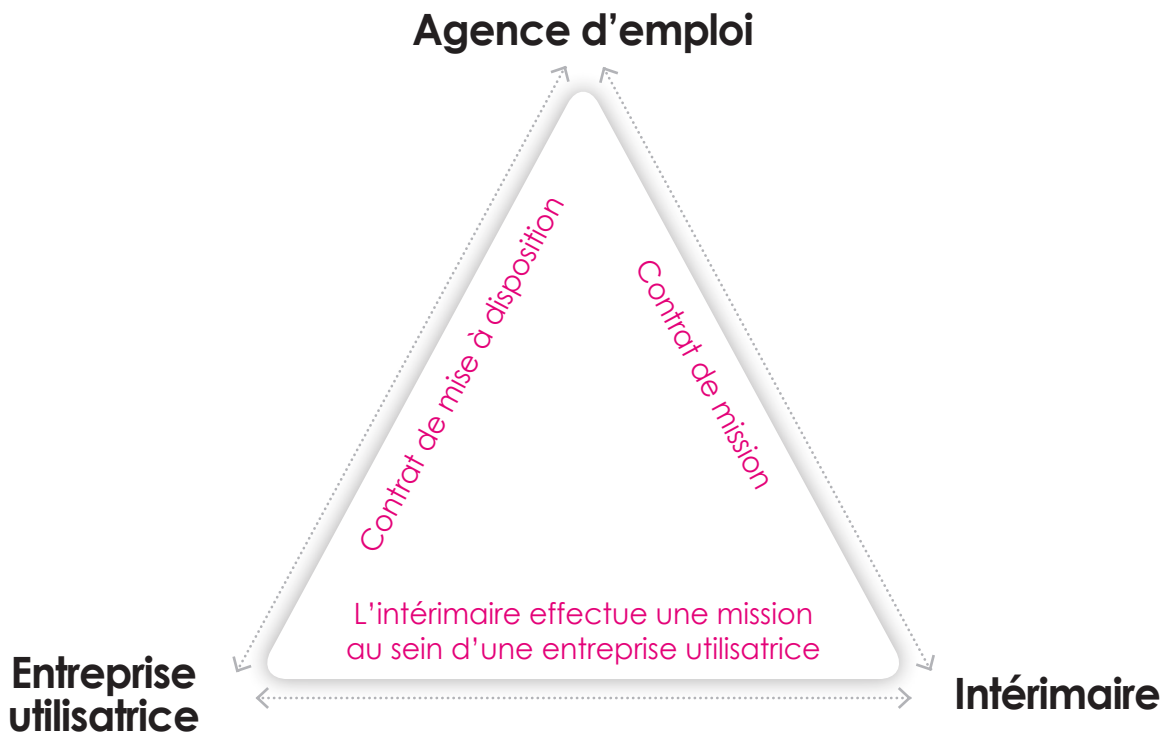 Agence d’emploi
Contrat de mise à disposition
Contrat de mission
L’intérimaire effectue une mission
au sein d’une entreprise utilisatrice
Entreprise
utilisatrice
Intérimaire